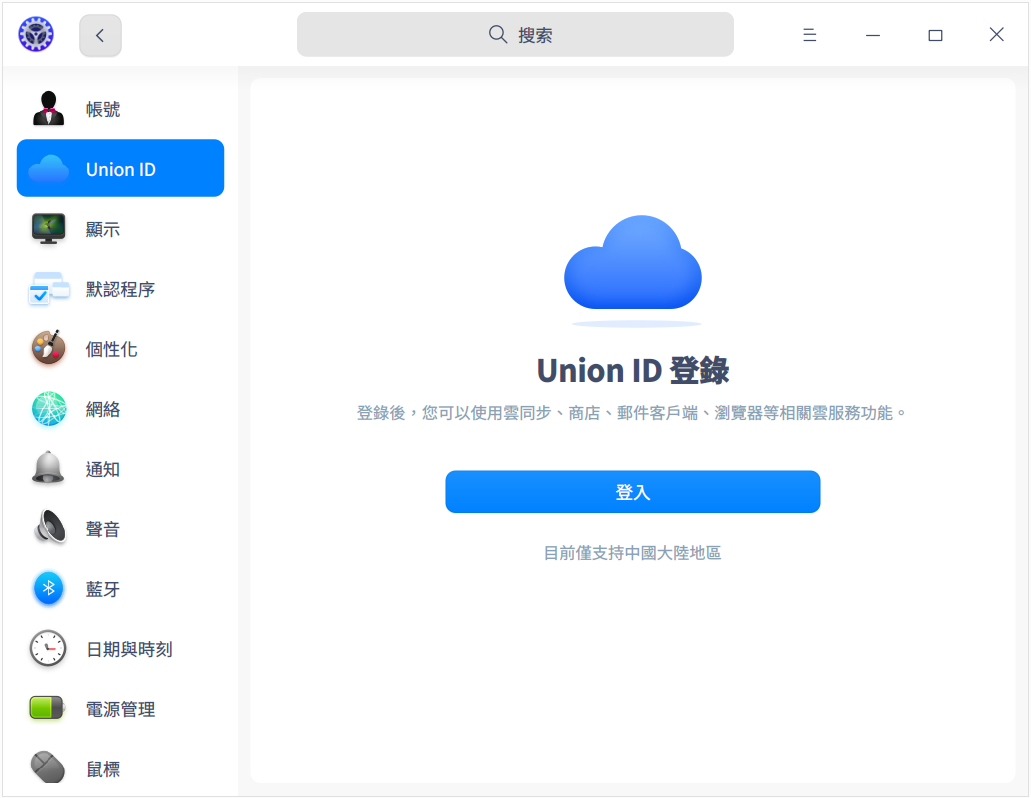 搜索
帳號
Union ID
顯示
默認程序
個性化
網絡
通知
聲音
藍牙
日期與時刻
電源管理
鼠標
Union ID 登錄
登錄後，您可以使用雲同步、商店、郵件客戶端、瀏覽器等相關雲服務功能。
登入
目前僅支持中國大陸地區